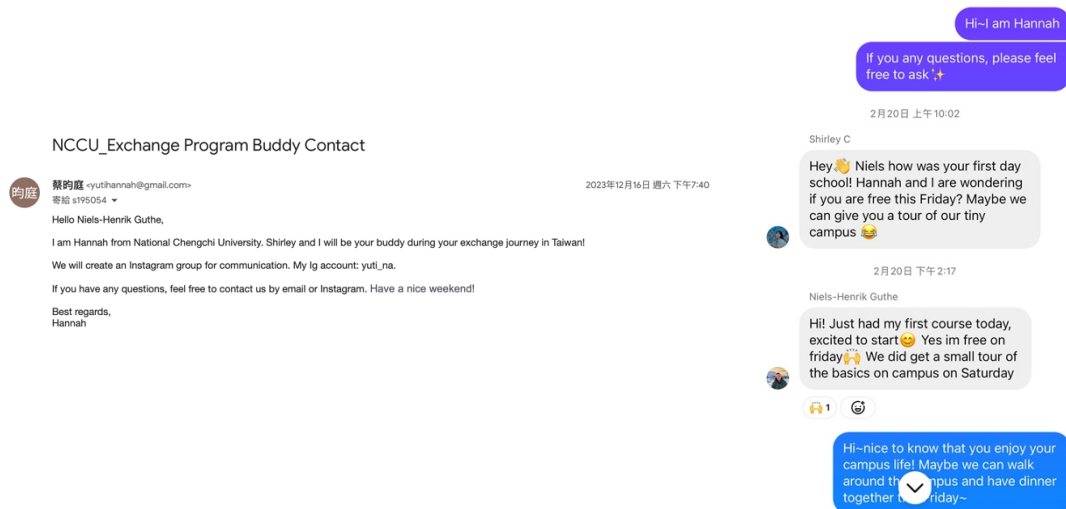 NCCU_Exchange Program Buddy Contact
昀庭
蔡昀庭 <yutihannah@gmail.com>
2023年12月16日 週六 下午7:40
寄給 s195054
Hello Niels-Henrik Guthe,
I am Hannah from National Chengchi University. Shirley and I will be your buddy during your exchange journey in Taiwan!
We will create an Instagram group for communication. My Ig account: yuti_na.
If you have any questions, feel free to contact us by email or Instagram. Have a nice weekend!
Best regards,
Hannah
Hi~I am Hannah
If you any questions, please feel
free to ask✨
2月20日 上午10:02
Shirley C
Hey👋 Niels how was your first day
school! Hannah and I are wondering
if you are free this Friday? Maybe we
can give you a tour of our tiny
campus 😂
2月20日 下午2:17
Niels-Henrik Guthe
Hi! Just had my first course today,
excited to start😊 Yes im free on
friday🙌 We did get a small tour of
the basics on campus on Saturday
🙌 1
Hi~nice to know that you enjoy your
campus life! Maybe we can walk
around and have dinner
together